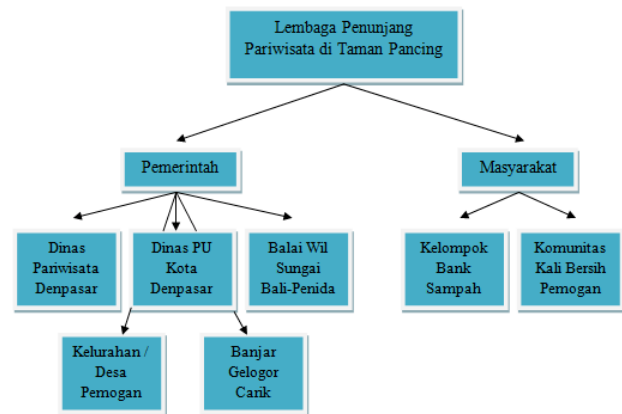 Lembaga Penunjang
Pariwisata di Taman Pancing
Pemerintah
Masyarakat
Dinas
Pariwisata
Denpasar
Dinas PU
Kota
Denpasar
Balai Wil
Sungai
Bali-Penida
Kelompok
Bank
Sampah
Komunitas
Kali Bersih
Pemogan
Kelurahan /
Desa
Pemogan
Banjar
Gelogor
Carik